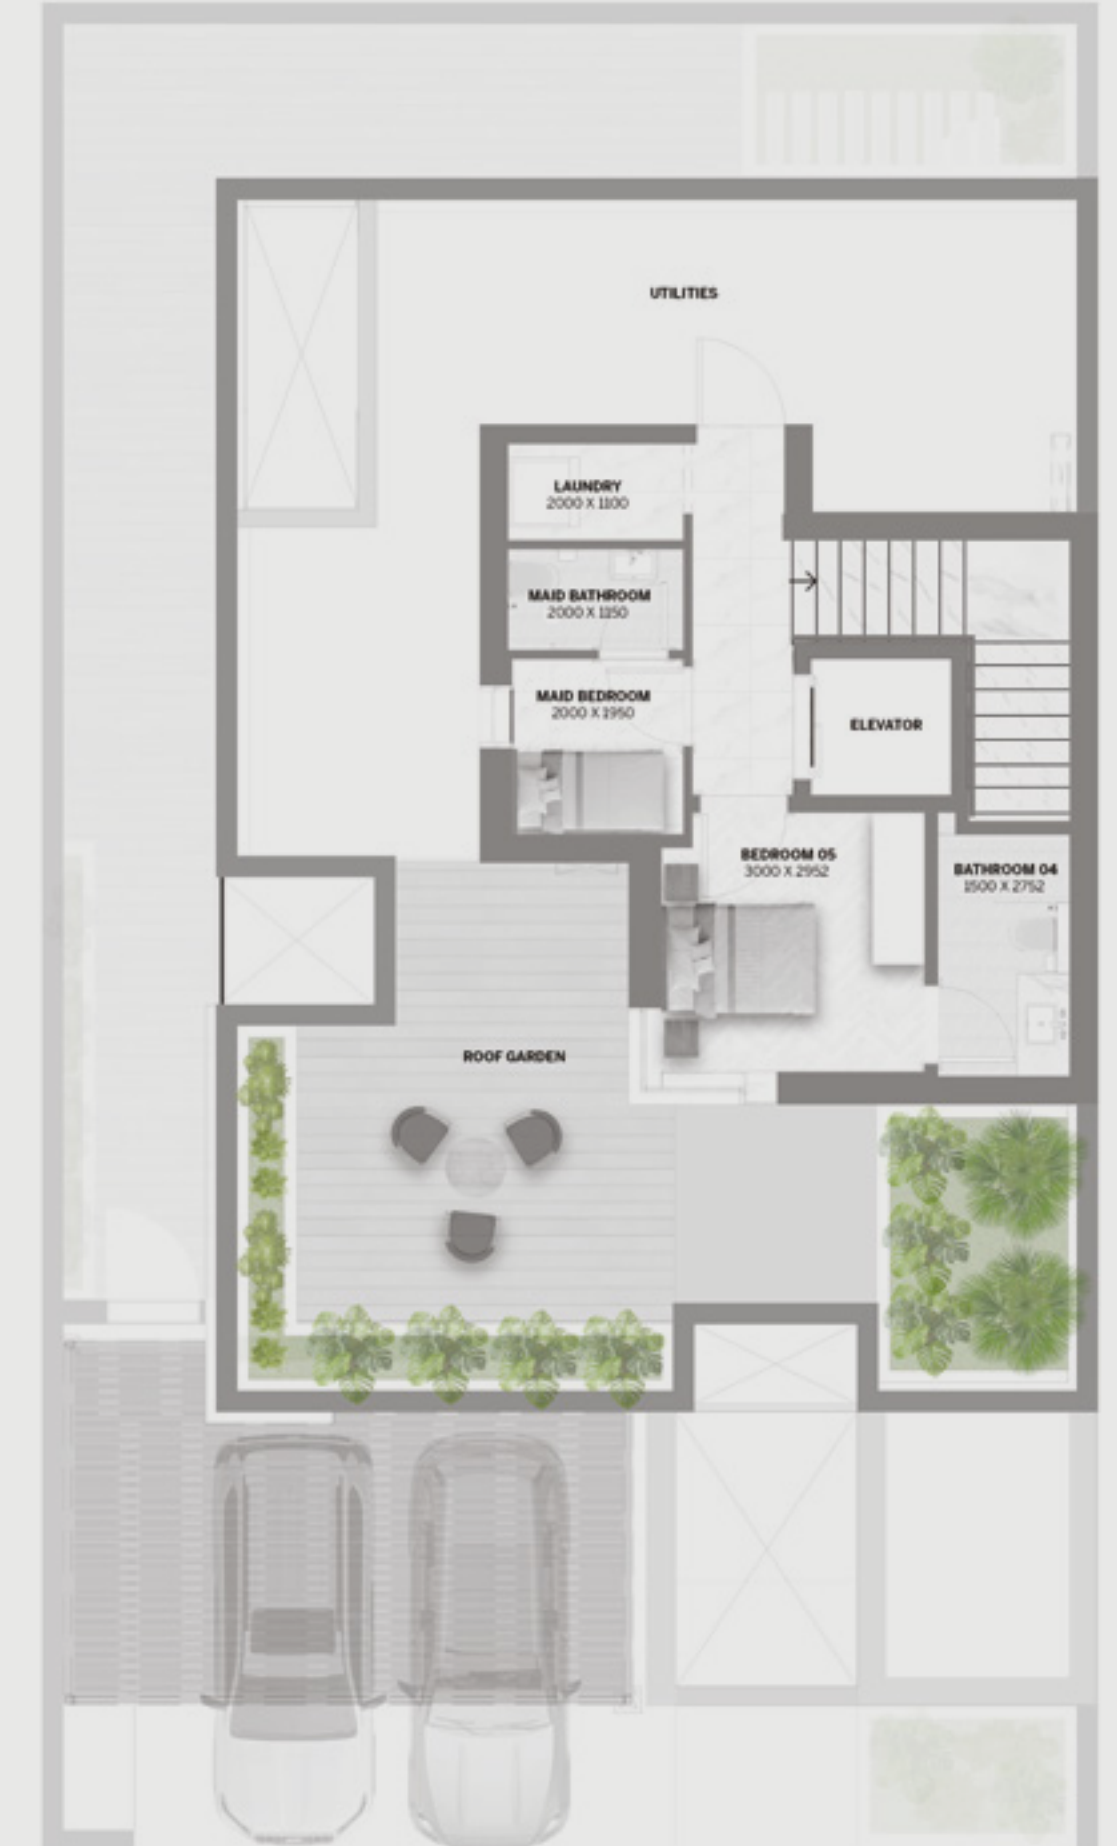 UTILITIES
LAUNDRY
2000 X 1100
MAID BATHROOM
2000 X 1150
MAID BEDROOM
2000 X 1950
ELEVATOR
BEDROOM 05
3000 X 2952
BATHROOM 04
1500 X 2752
ROOF GARDEN